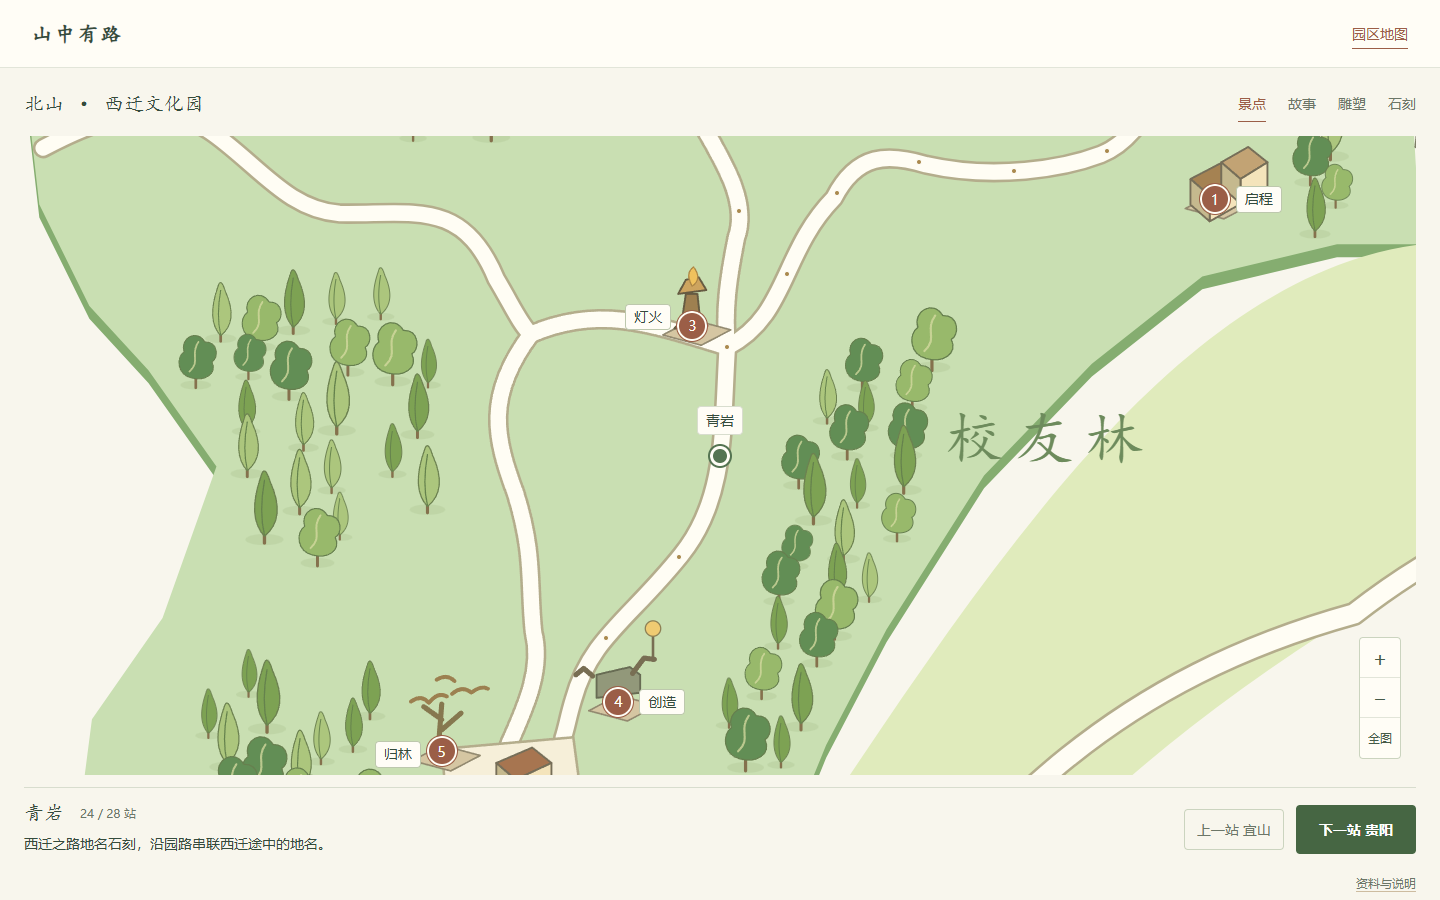 山中有路
园区地图
北山 • 西迁文化园
景点 故事 雕塑 石刻
1 启程
灯火 3
青岩
校友林
4 创造
归林 5
+
−
全图
青岩 24 / 28 站
西迁之路地名石刻，沿园路串联西迁途中的地名。
上一站 宜山
下一站 贵阳
资料与说明